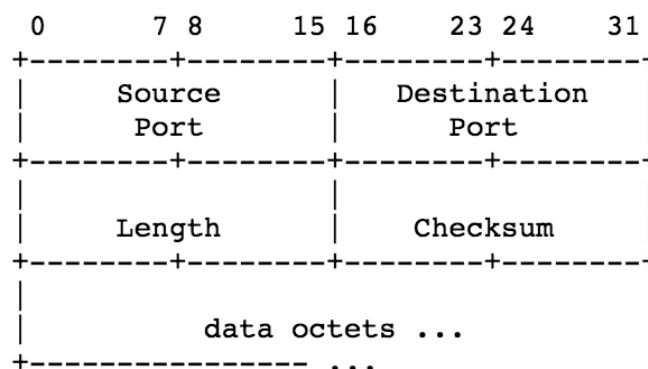 0 7 8 15 16 23 24 31
+--------+--------+--------+--------+
| Source | Destination |
| Port | Port |
+--------+--------+--------+--------+
| | |
| Length | Checksum |
+--------+--------+--------+--------+
|
| data octets ...
+---------------- ...